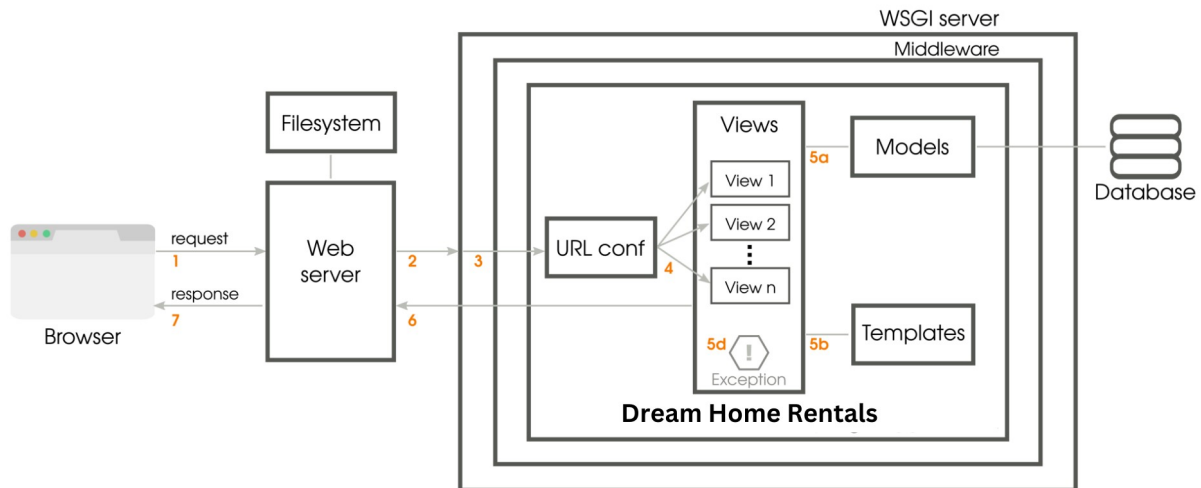 WSGI server
Middleware
Filesystem
Views
5a
Models
Database
View 1
View 2
View n
request
1
Web
server
2
3
URL conf
4
response
7
6
Browser
5d
!
Exception
5b
Templates
Dream Home Rentals